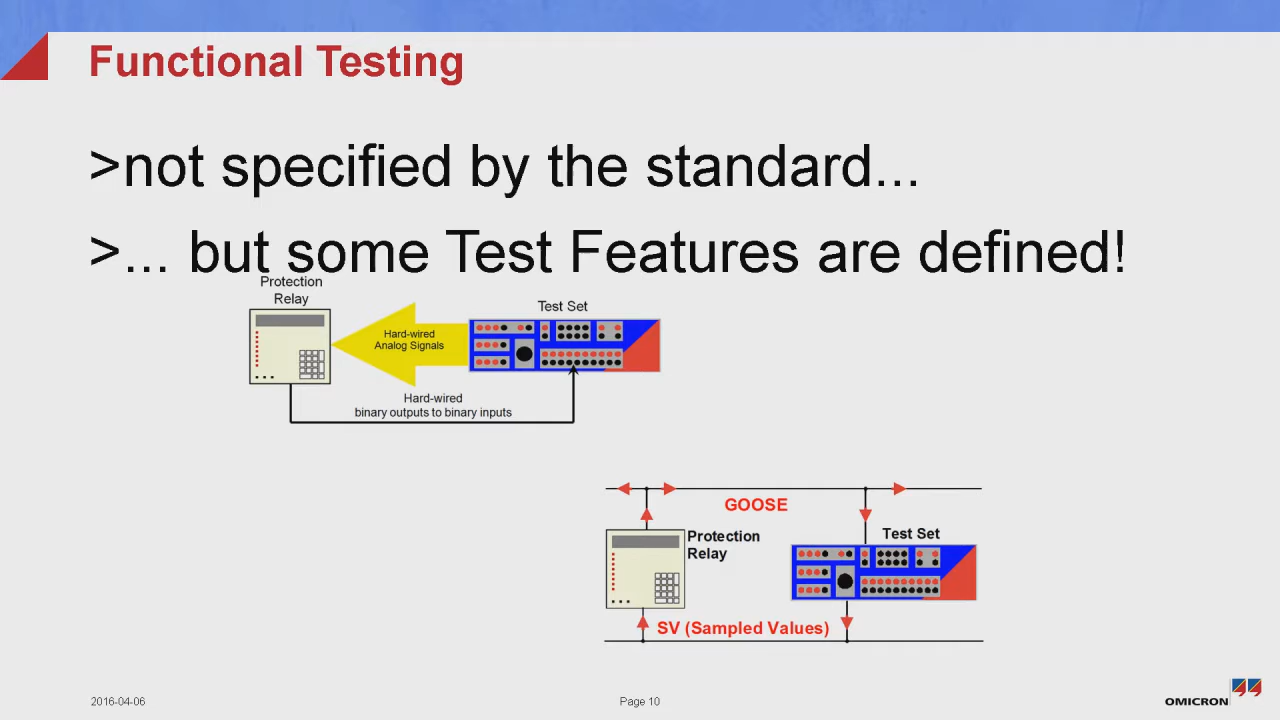 Functional Testing
>not specified by the standard...
>... but some Test Features are defined!
Protection
Relay
Test Set
Hard-wired
Analog Signals
Hard-wired
binary outputs to binary inputs
GOOSE
Protection
Relay
Test Set
SV (Sampled Values)
2016-04-06
Page 10
OMICRON